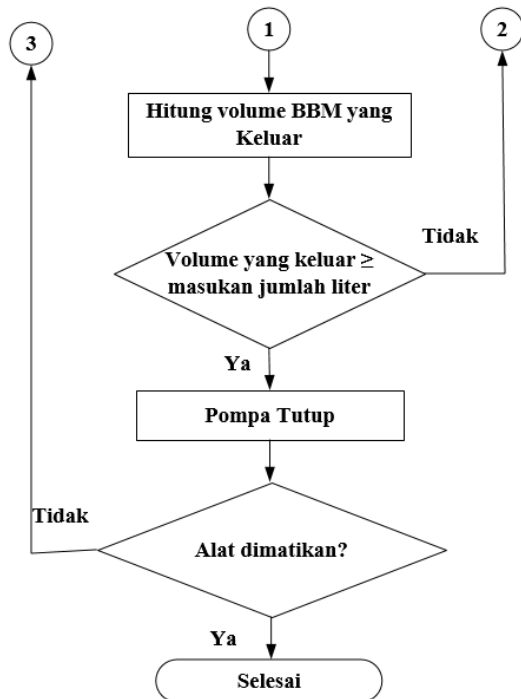 3
1
2
Hitung volume BBM yang
Keluar
Tidak
Volume yang keluar ≥
masukan jumlah liter
Ya
Pompa Tutup
Tidak
Alat dimatikan?
Ya
Selesai